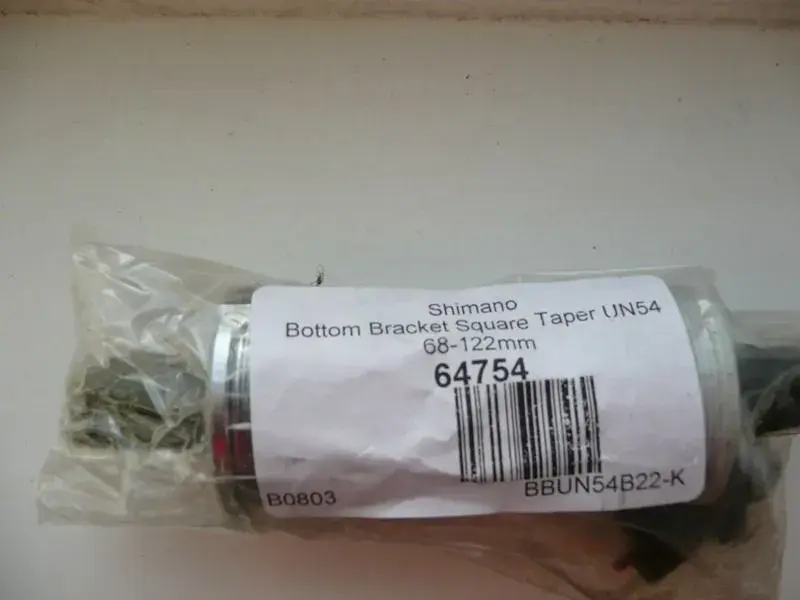 Shimano
Bottom Bracket Square Taper UN54
68-122mm
64754
B0803
BBUN54B22-K